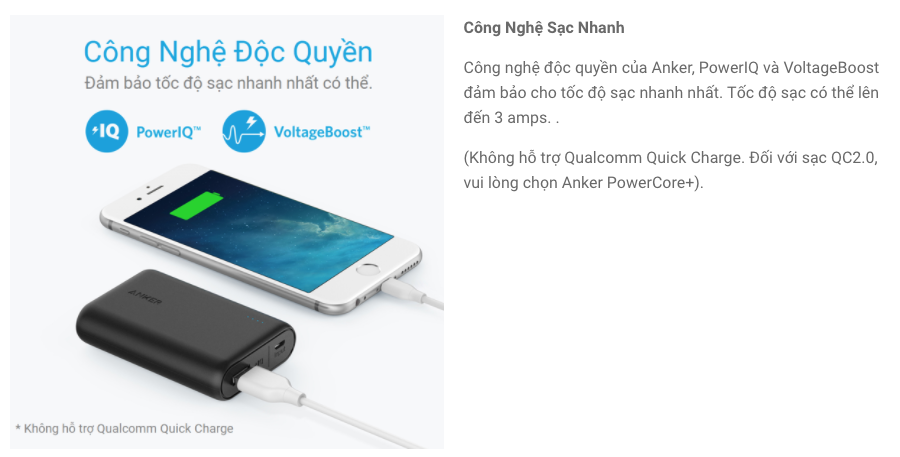 Công Nghệ Độc Quyền
Đảm bảo tốc độ sạc nhanh nhất có thể.
IQ PowerIQ™ VoltageBoost™
ANKER
* Không hỗ trợ Qualcomm Quick Charge
Công Nghệ Sạc Nhanh
Công nghệ độc quyền của Anker, PowerIQ và VoltageBoost
đảm bảo cho tốc độ sạc nhanh nhất. Tốc độ sạc có thể lên
đến 3 amps. .
(Không hỗ trợ Qualcomm Quick Charge. Đối với sạc QC2.0,
vui lòng chọn Anker PowerCore+).